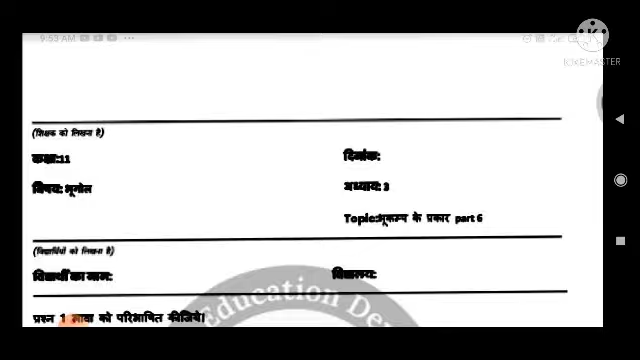 9:53 AM
KINEMASTER
(शिक्षक को लिखना है)
कक्षा:11
दिनांक:
विषय: भूगोल
अध्याय: 3
Topic:भूकम्प के प्रकार part 6
(विद्यार्थियों को लिखना है)
विद्यार्थी का नाम:
विद्यालय:
Education De
प्रश्न 1 लावा को परिभाषित कीजिये।